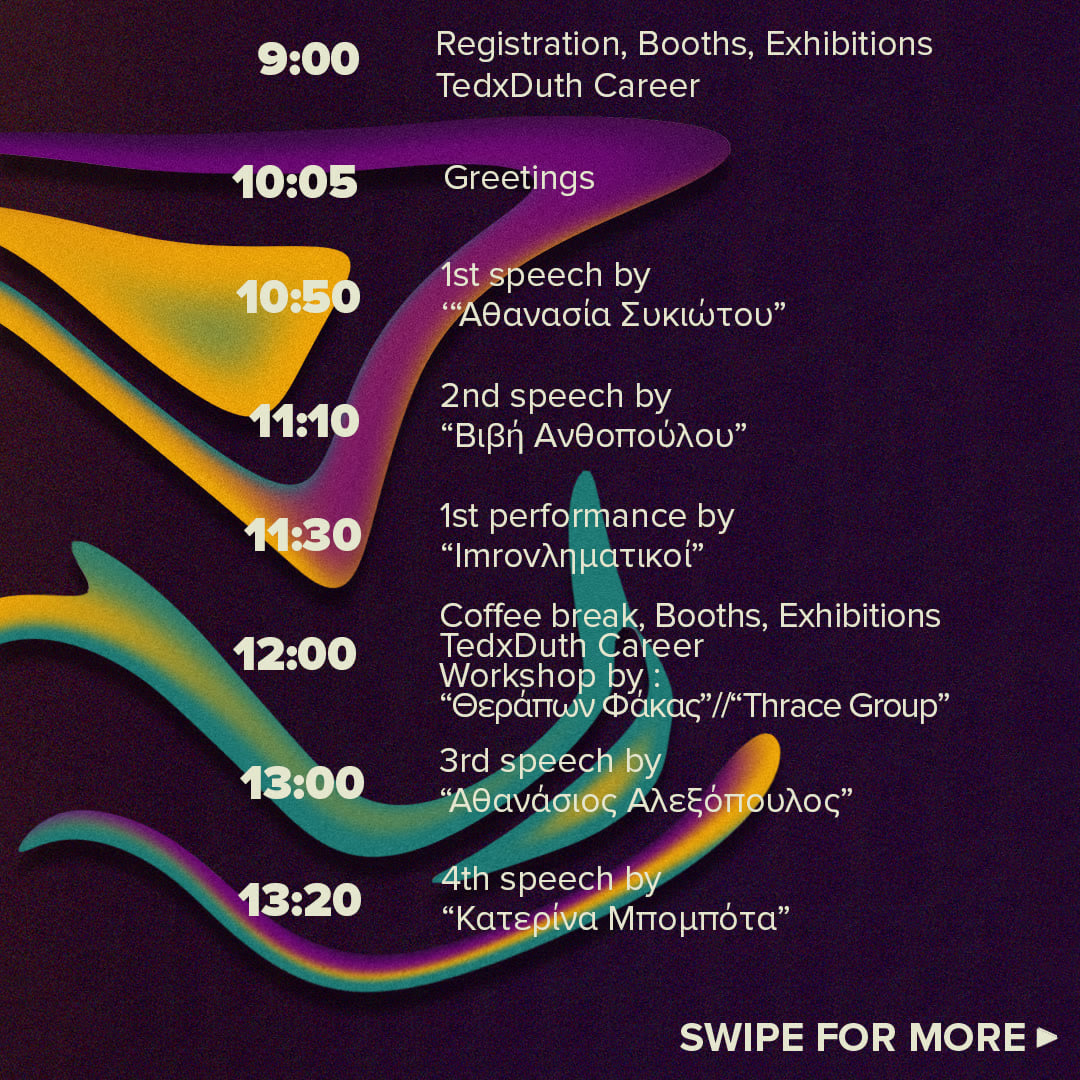 9:00
Registration, Booths, Exhibitions
TedxDuth Career
10:05
Greetings
10:50
1st speech by
‘“Αθανασία Συκιώτου”
11:10
2nd speech by
“Βιβή Ανθοπούλου”
11:30
1st performance by
“Imrovληματικοί”
12:00
Coffee break, Booths, Exhibitions
TedxDuth Career
Workshop by :
“Θεράπων Φάκας”//“Thrace Group”
13:00
3rd speech by
“Αθανάσιος Αλεξόπουλος”
13:20
4th speech by
“Κατερίνα Μπομπότα”
SWIPE FOR MORE ▶